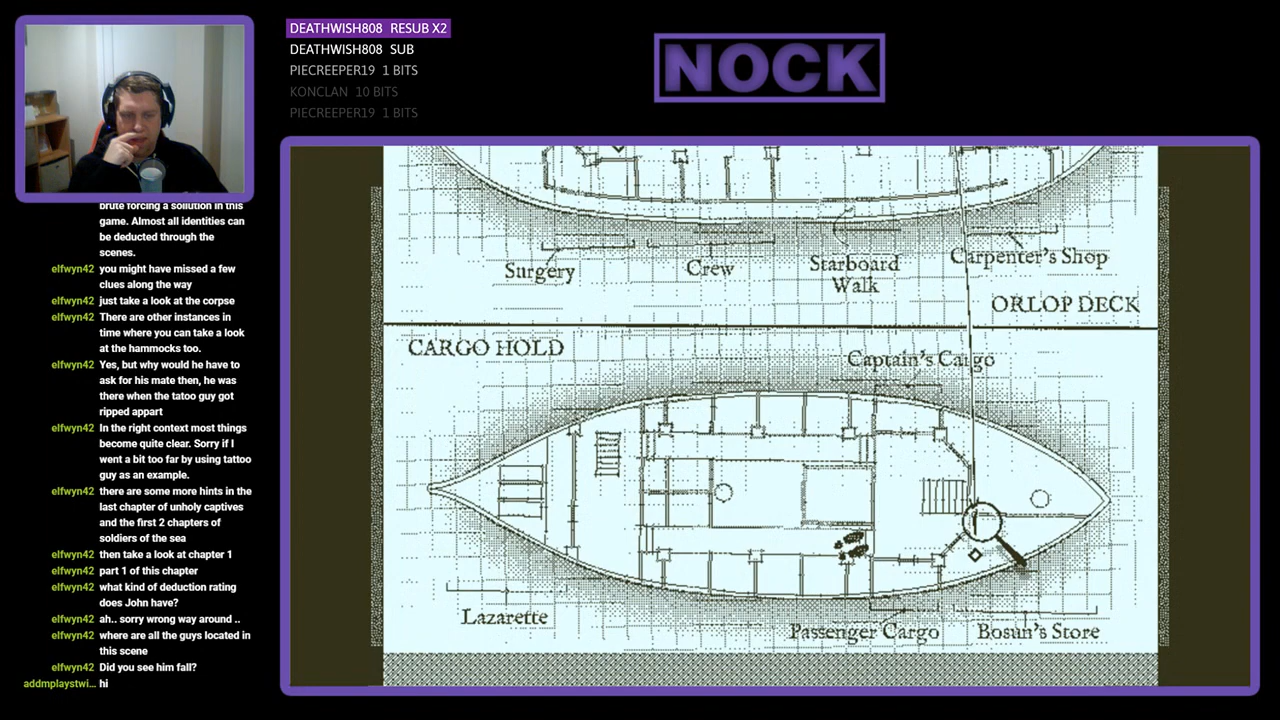 DEATHWISH808 RESUB X2
DEATHWISH808 SUB
PIECREEPER19 1 BITS
KONCLAN 10 BITS
PIECREEPER19 1 BITS
NOCK
brute forcing a sollution in this
game. Almost all identities can
be deducted through the
scenes.
elfwyn42 you might have missed a few
clues along the way
elfwyn42 just take a look at the corpse
elfwyn42 There are other instances in
time where you can take a look
at the hammocks too.
elfwyn42 Yes, but why would he have to
ask for his mate then, he was
there when the tatoo guy got
ripped appart
elfwyn42 In the right context most things
become quite clear. Sorry if I
went a bit too far by using tattoo
guy as an example.
elfwyn42 there are some more hints in the
last chapter of unholy captives
and the first 2 chapters of
soldiers of the sea
elfwyn42 then take a look at chapter 1
elfwyn42 part 1 of this chapter
elfwyn42 what kind of deduction rating
does John have?
elfwyn42 ah.. sorry wrong way around ..
elfwyn42 where are all the guys located in
this scene
elfwyn42 Did you see him fall?
addmplaystwi... hi
Surgery
Crew
Starboard
Walk
Carpenter's Shop
ORLOP DECK
CARGO HOLD
Captain's Cargo
Lazarette
Passenger Cargo
Bosun's Store